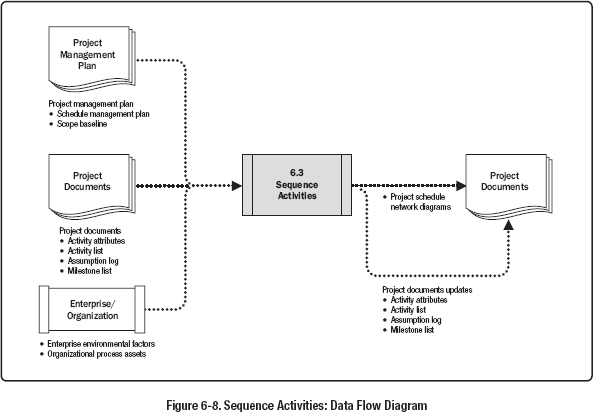 Project
Management
Plan
Project management plan
• Schedule management plan
• Scope baseline
Project
Documents
Project documents
• Activity attributes
• Activity list
• Assumption log
• Milestone list
Enterprise/
Organization
• Enterprise environmental factors
• Organizational process assets
6.3
Sequence
Activities
• Project schedule
network diagrams
Project
Documents
Project documents updates
• Activity attributes
• Activity list
• Assumption log
• Milestone list
Figure 6-8. Sequence Activities: Data Flow Diagram